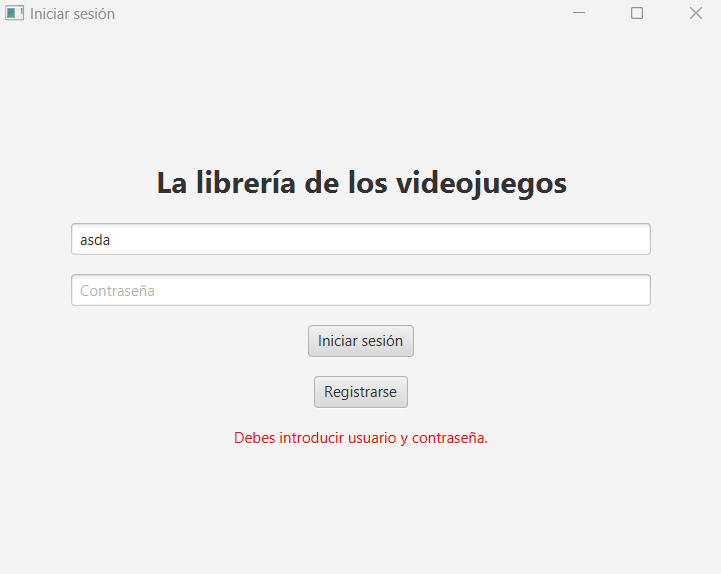 Iniciar sesión
La librería de los videojuegos
asda
Contraseña
Iniciar sesión
Registrarse
Debes introducir usuario y contraseña.